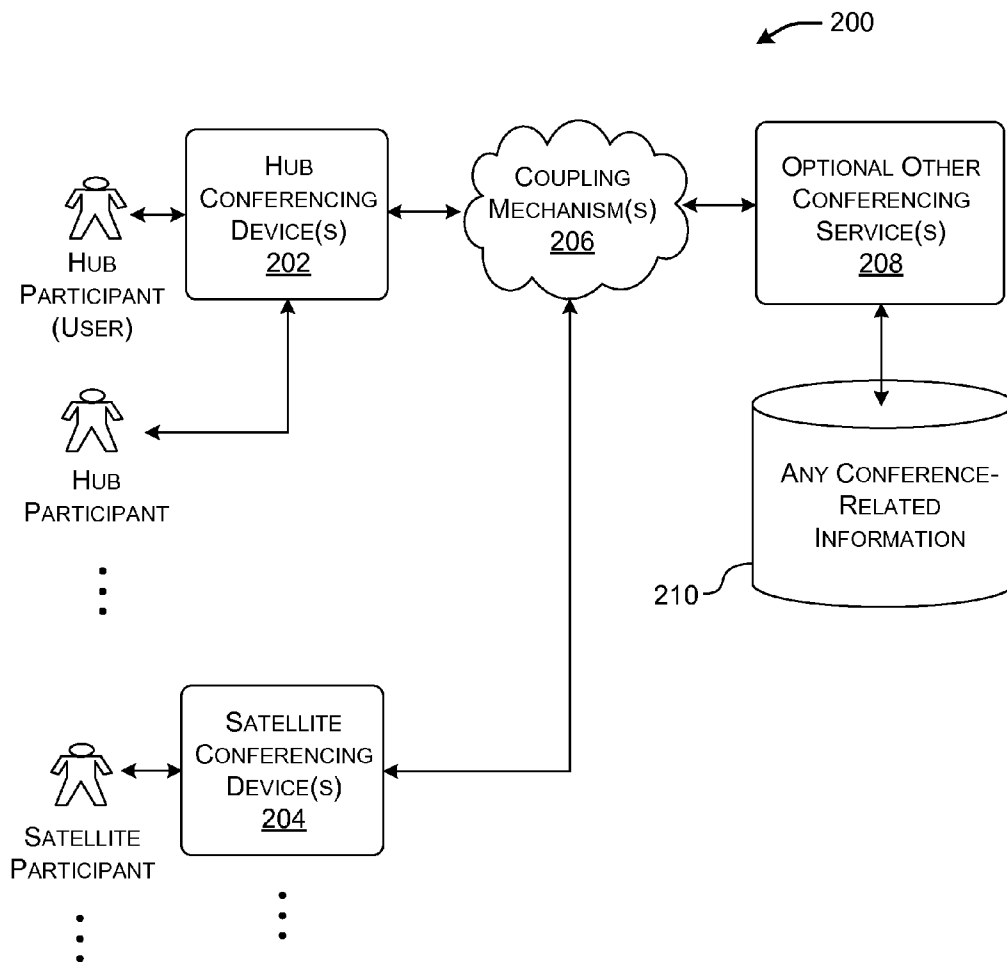 200
HUB
CONFERENCING
DEVICE(S)
202
COUPLING
MECHANISM(S)
206
OPTIONAL OTHER
CONFERENCING
SERVICE(S)
208
HUB
PARTICIPANT
(USER)
HUB
PARTICIPANT
ANY CONFERENCE-
RELATED
INFORMATION
210
SATELLITE
CONFERENCING
DEVICE(S)
204
SATELLITE
PARTICIPANT